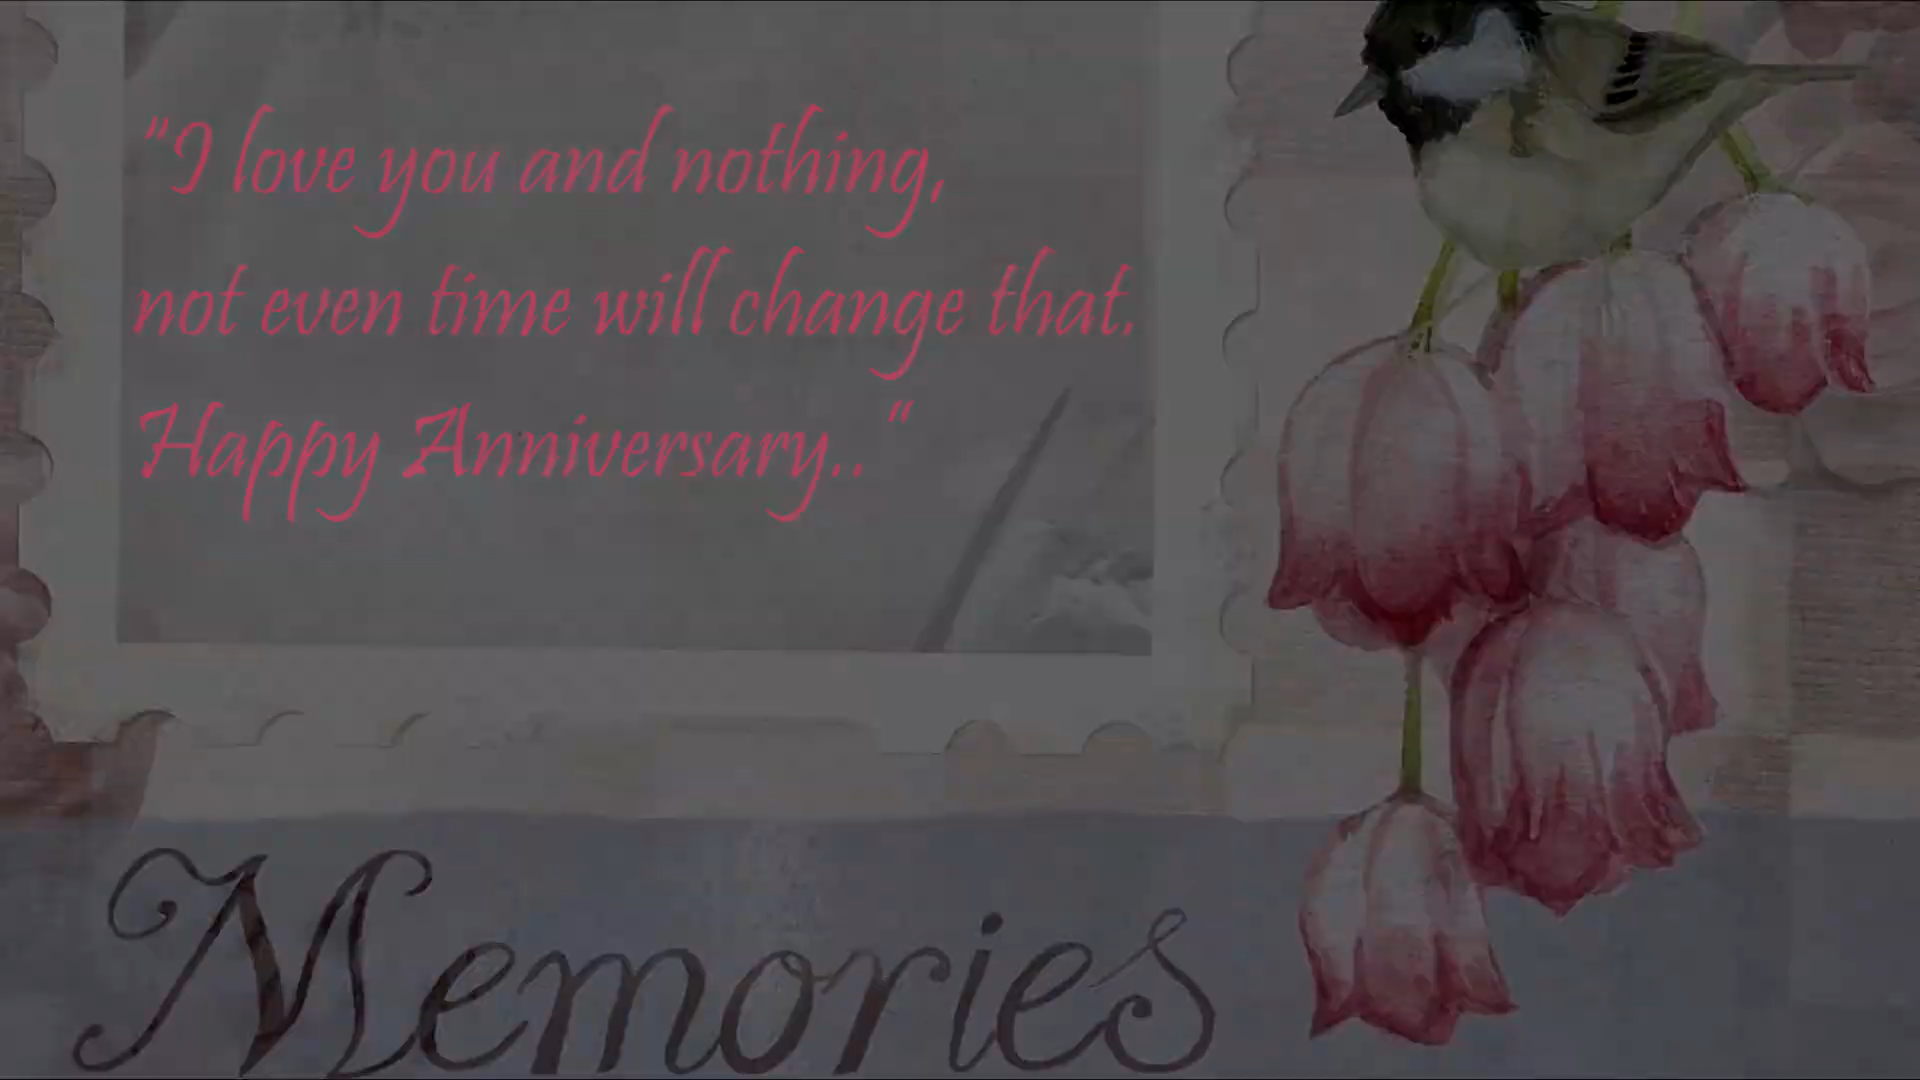 “I love you and nothing,
not even time will change that.
Happy Anniversary.. “
Memories